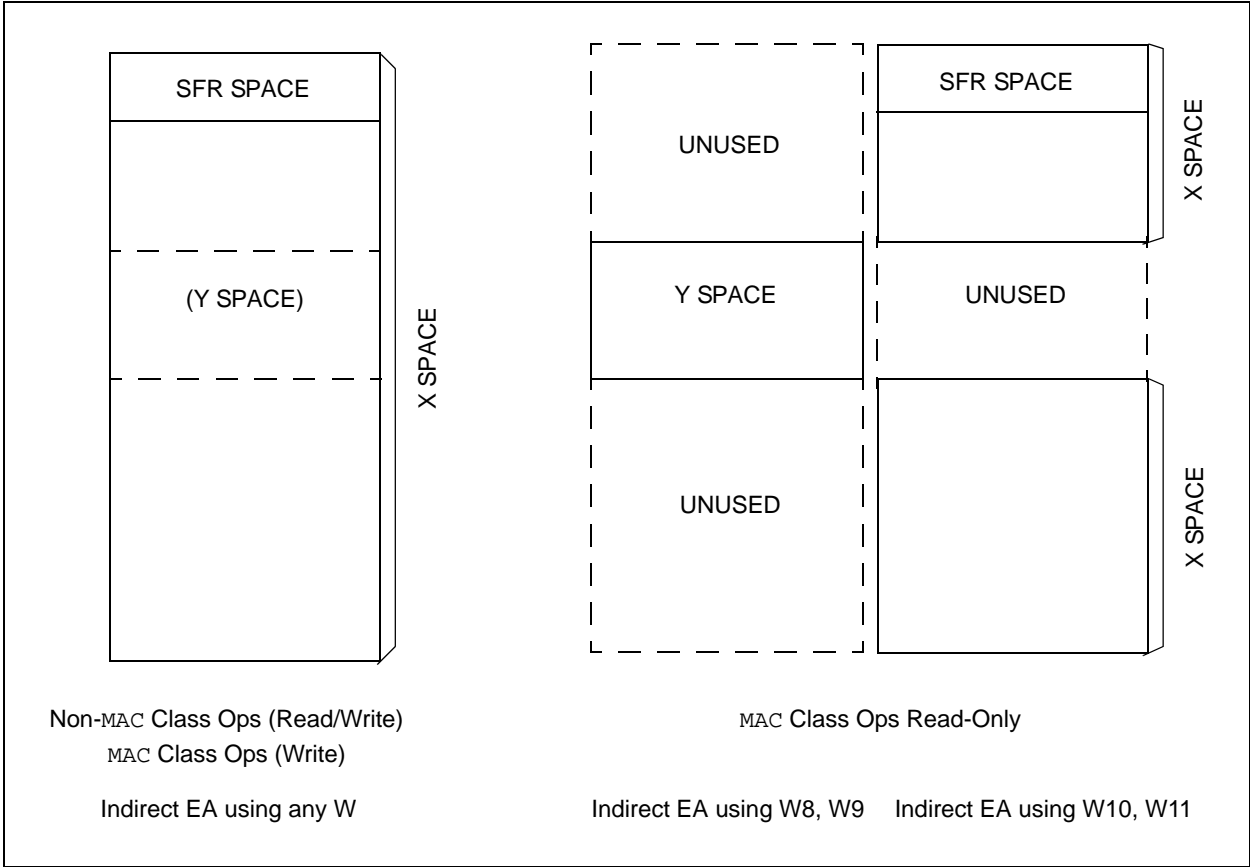 SFR SPACE
(Y SPACE)
X SPACE
UNUSED
Y SPACE
UNUSED
SFR SPACE
X SPACE
UNUSED
X SPACE
Non-MAC Class Ops (Read/Write)
MAC Class Ops (Write)
MAC Class Ops Read-Only
Indirect EA using any W
Indirect EA using W8, W9
Indirect EA using W10, W11